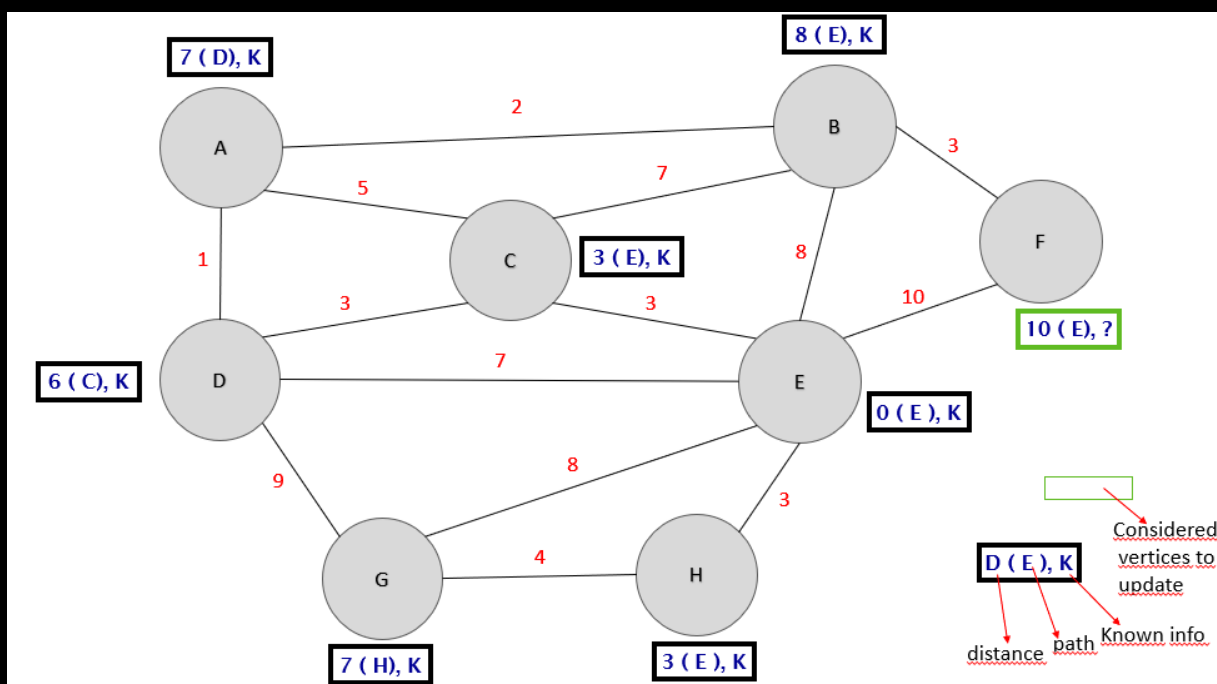 8 ( E), K
7 ( D), K
2
B
A
3
7
5
F
C
3 ( E), K
8
1
10
3
3
10 ( E), ?
7
6 ( C), K
D
E
0 ( E ), K
8
9
3
Considered
vertices to
update
D ( E ), K
4
H
G
Known info
path
distance
7 (H), K
3 ( E ), K